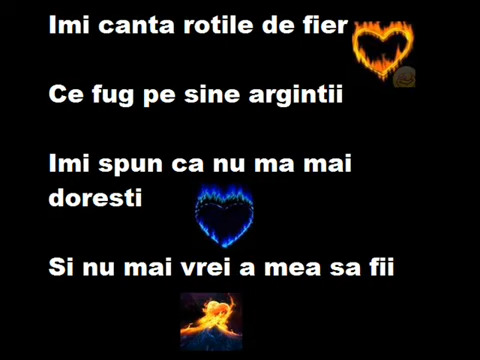 Imi canta rotile de fier
Ce fug pe sine argintii
Imi spun ca nu ma mai
doresti
Si nu mai vrei a mea sa fii